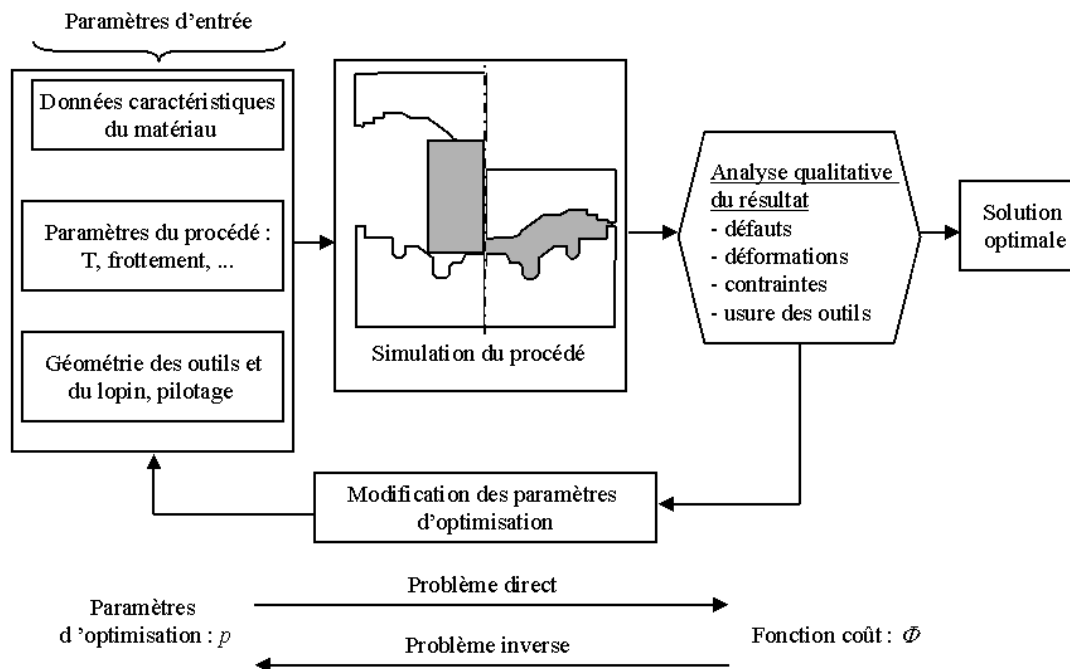 Paramètres d'entrée
Données caractéristiques
du matériau
Paramètres du procédé :
T, frottement, ...
Géométrie des outils et
du lopin, pilotage
Simulation du procédé
Analyse qualitative
du résultat
- défauts
- déformations
- contraintes
- usure des outils
Solution
optimale
Modification des paramètres
d'optimisation
Problème direct
Paramètres
d 'optimisation : p
Problème inverse
Fonction coût : Φ